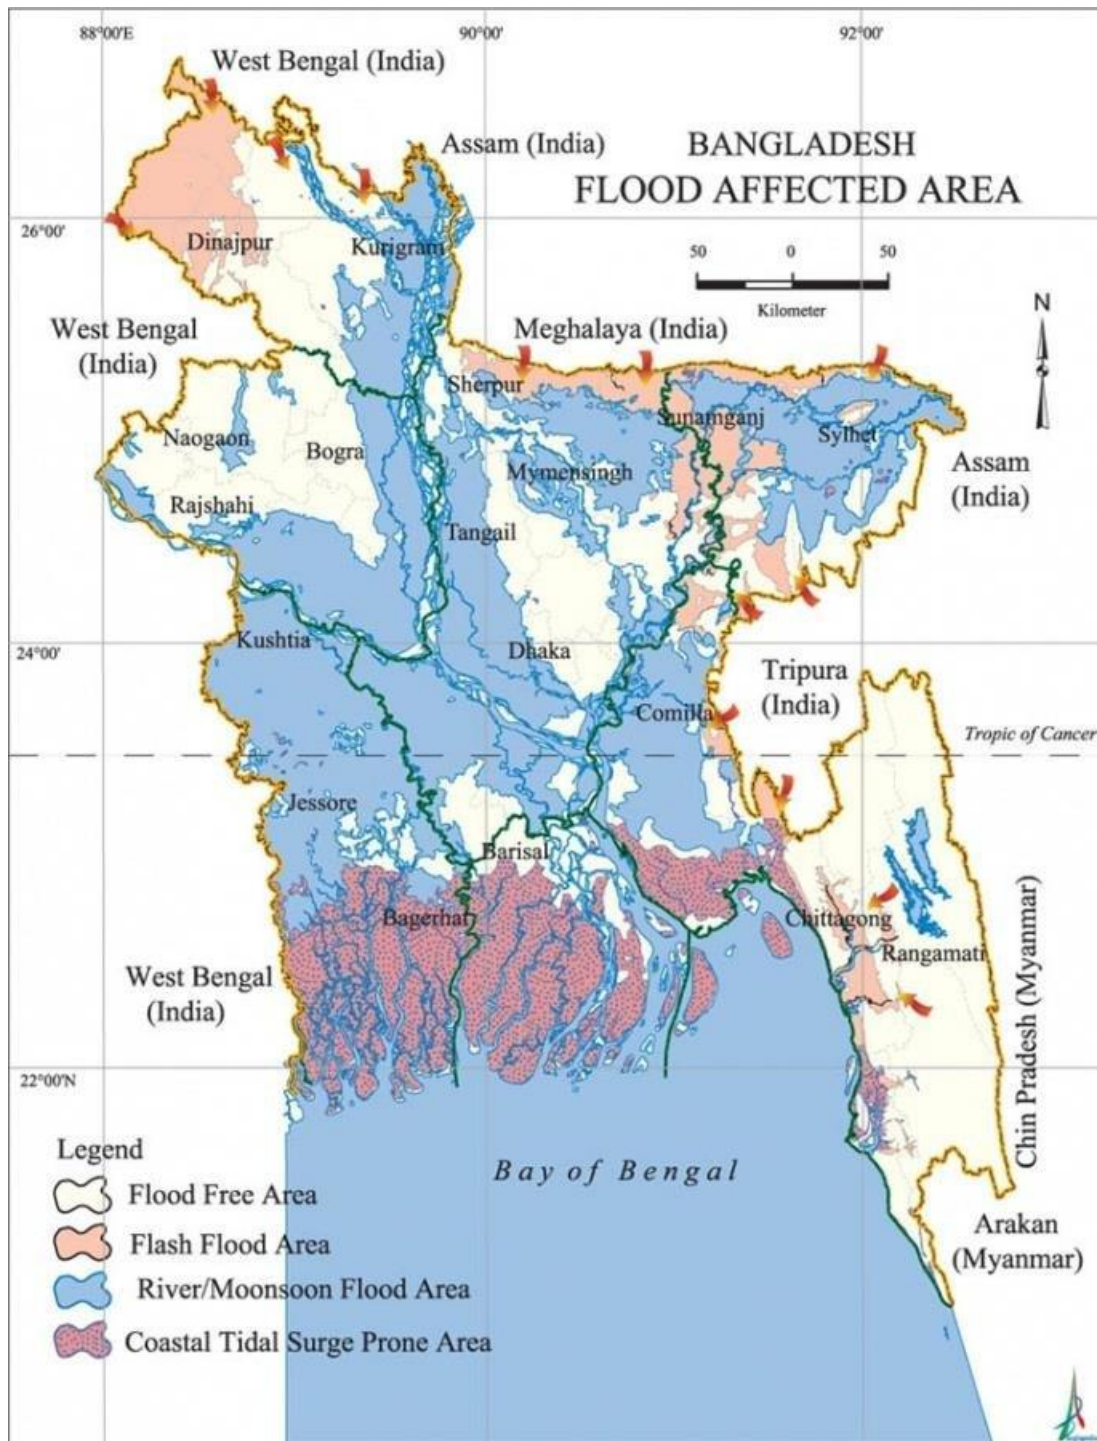 88°00'E
90°00'
92°00'
West Bengal (India)
Assam (India)
BANGLADESH
FLOOD AFFECTED AREA
26°00'
Dinajpur
Kurigram
50 0 50
Kilometer
N
West Bengal
(India)
Meghalaya (India)
Sherpur
Sunamganj
Sylhet
Naogaon
Bogra
Mymensingh
Assam
(India)
Rajshahi
Tangail
24°00'
Kushtia
Dhaka
Tripura
(India)
Comilla
Tropic of Cancer
Jessore
Barisal
Bagerhat
Chittagong
Rangamati
West Bengal
(India)
Chin Pradesh (Myanmar)
22°00'N
Legend
Bay of Bengal
Flood Free Area
Flash Flood Area
River/Moonsoon Flood Area
Coastal Tidal Surge Prone Area
Arakan
(Myanmar)